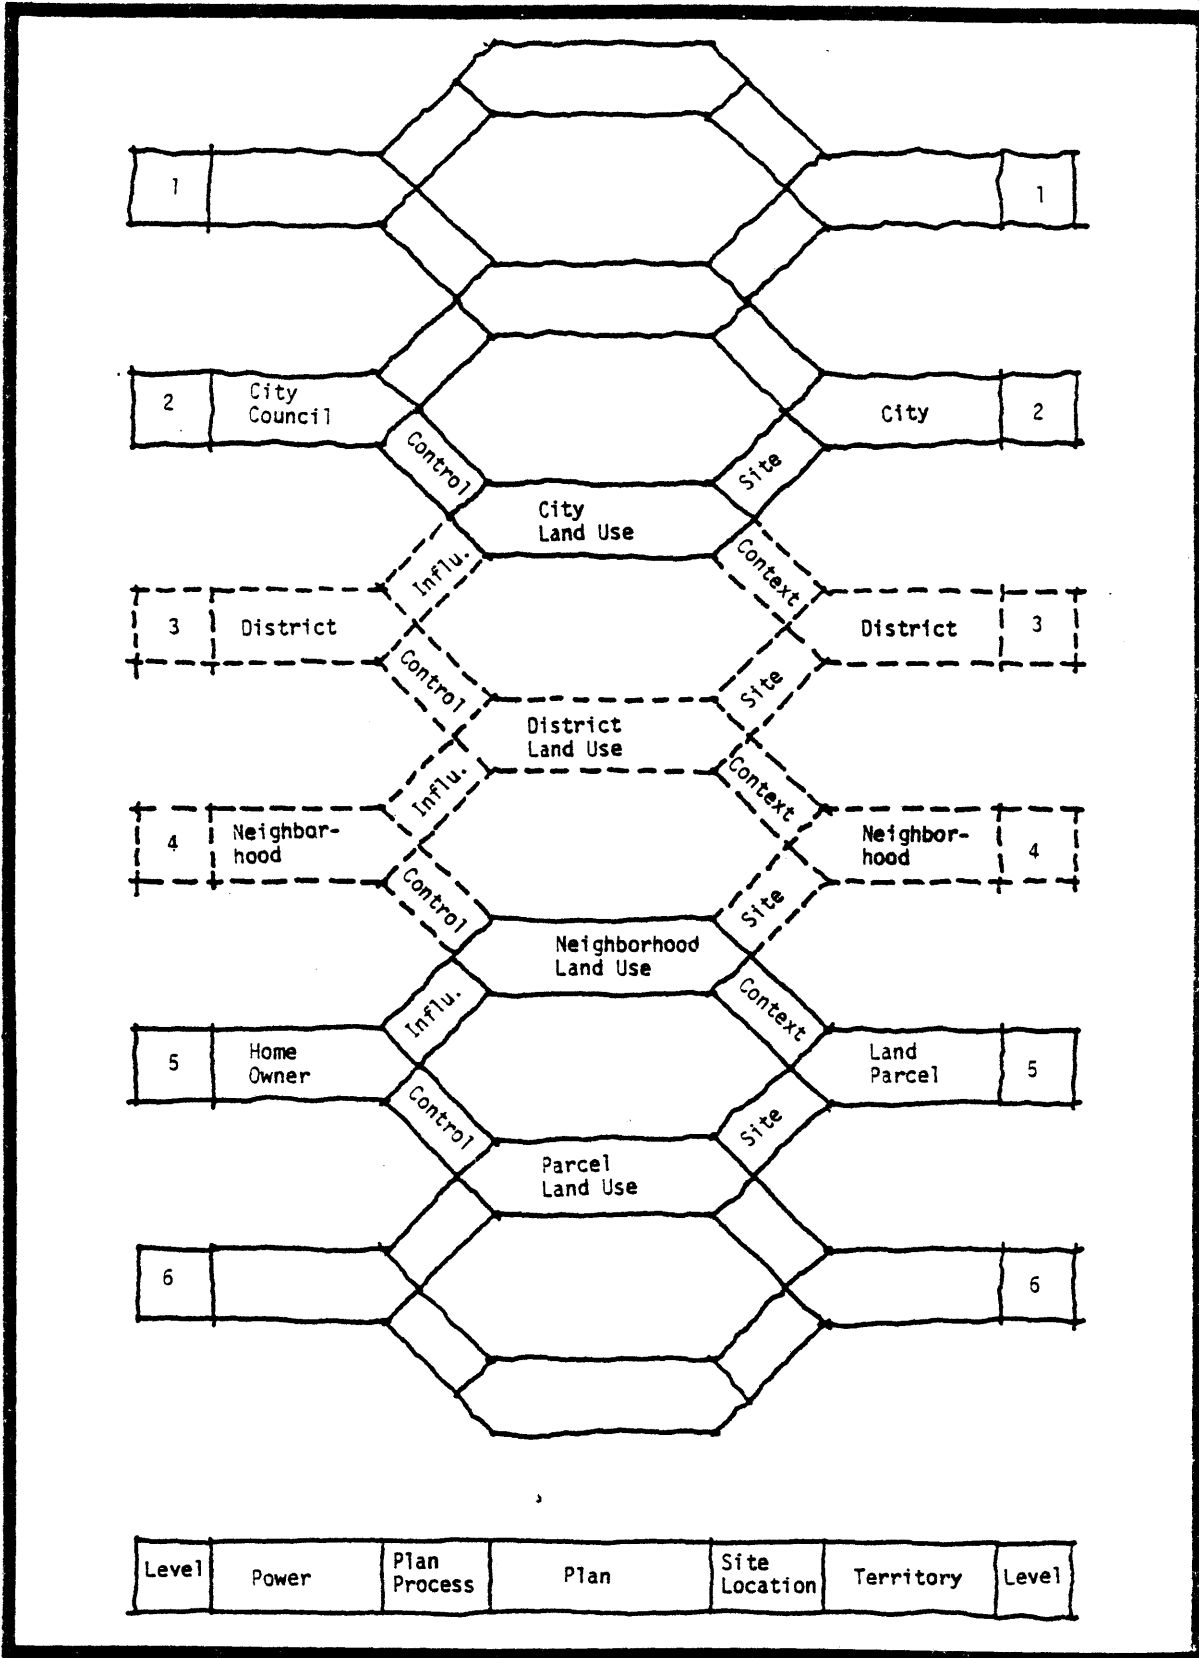 1
1
2
City
Council
City
2
Control
Site
City
Land Use
Influ.
Context
3
District
District
3
Control
Site
District
Land Use
Influ.
Context
4
Neighbor-
hood
Neighbor-
hood
4
Control
Site
Neighborhood
Land Use
Influ.
Context
5
Home
Owner
Land
Parcel
5
Control
Site
Parcel
Land Use
6
6
Level
Power
Plan
Process
Plan
Site
Location
Territory
Level